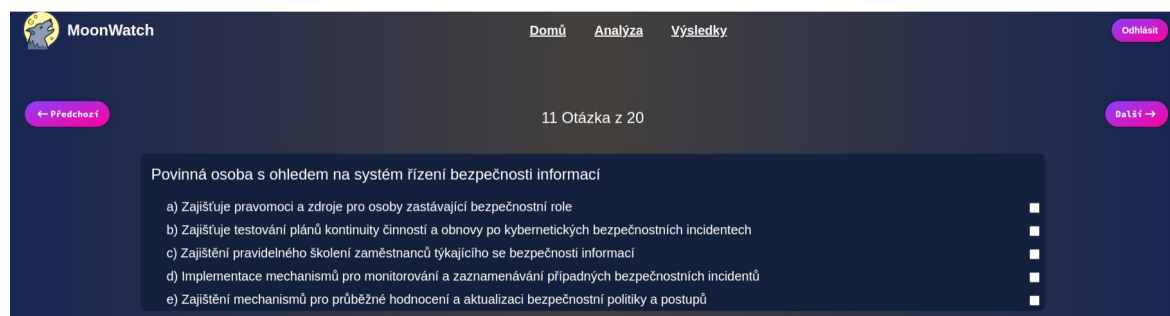 MoonWatch
Domů Analýza Výsledky
Odhlásit
←Předchozí
11 Otázka z 20
Další→
Povinná osoba s ohledem na systém řízení bezpečnosti informací
a) Zajišťuje pravomoci a zdroje pro osoby zastávající bezpečnostní role
b) Zajišťuje testování plánů kontinuity činností a obnovy po kybernetických bezpečnostních incidentech
c) Zajištění pravidelného školení zaměstnanců týkajícího se bezpečnosti informací
d) Implementace mechanismů pro monitorování a zaznamenávání případných bezpečnostních incidentů
e) Zajištění mechanismů pro průběžné hodnocení a aktualizaci bezpečnostní politiky a postupů